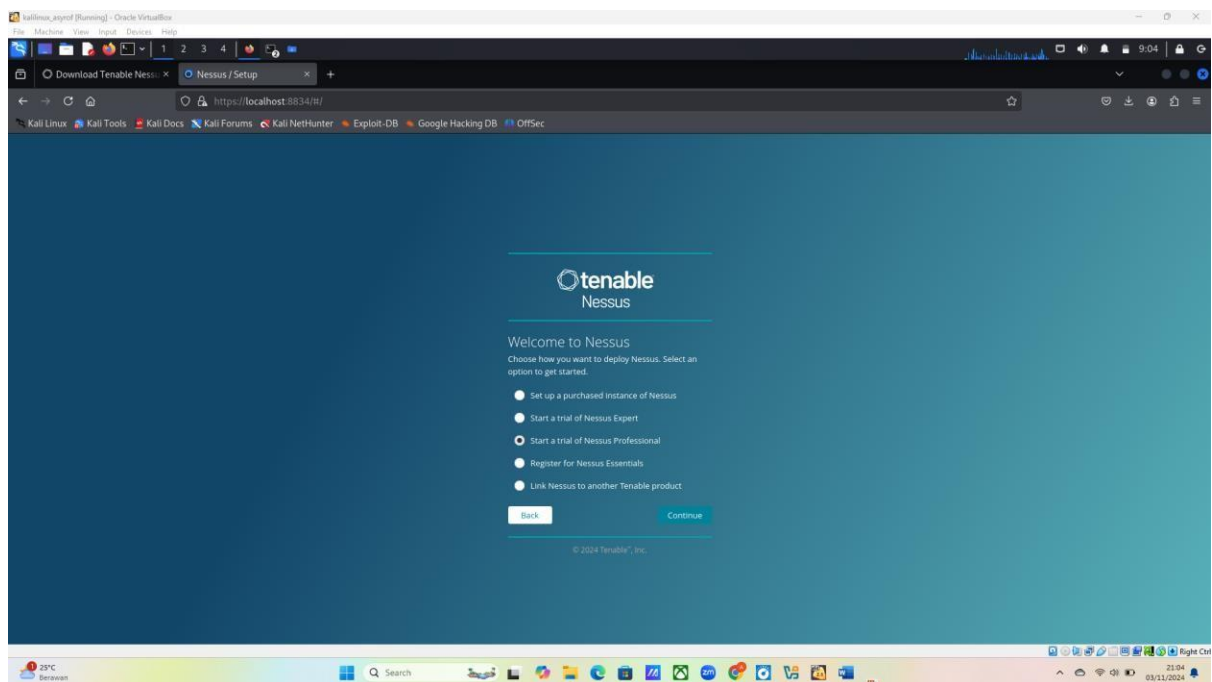 kalilinux_asyrof [Running] - Oracle VirtualBox
File Machine View Input Devices Help
1 2 3 4
9:04
Download Tenable Nessu
Nessus / Setup
https://localhost:8834/#/
Kali Linux Kali Tools Kali Docs Kali Forums Kali NetHunter Exploit-DB Google Hacking DB OffSec
tenable
Nessus
Welcome to Nessus
Choose how you want to deploy Nessus. Select an
option to get started.
Set up a purchased instance of Nessus
Start a trial of Nessus Expert
Start a trial of Nessus Professional
Register for Nessus Essentials
Link Nessus to another Tenable product
Back Continue
© 2024 Tenable™, Inc.
Right Ctrl
1
25°C
Berawan
Search
zm
21:04
03/11/2024